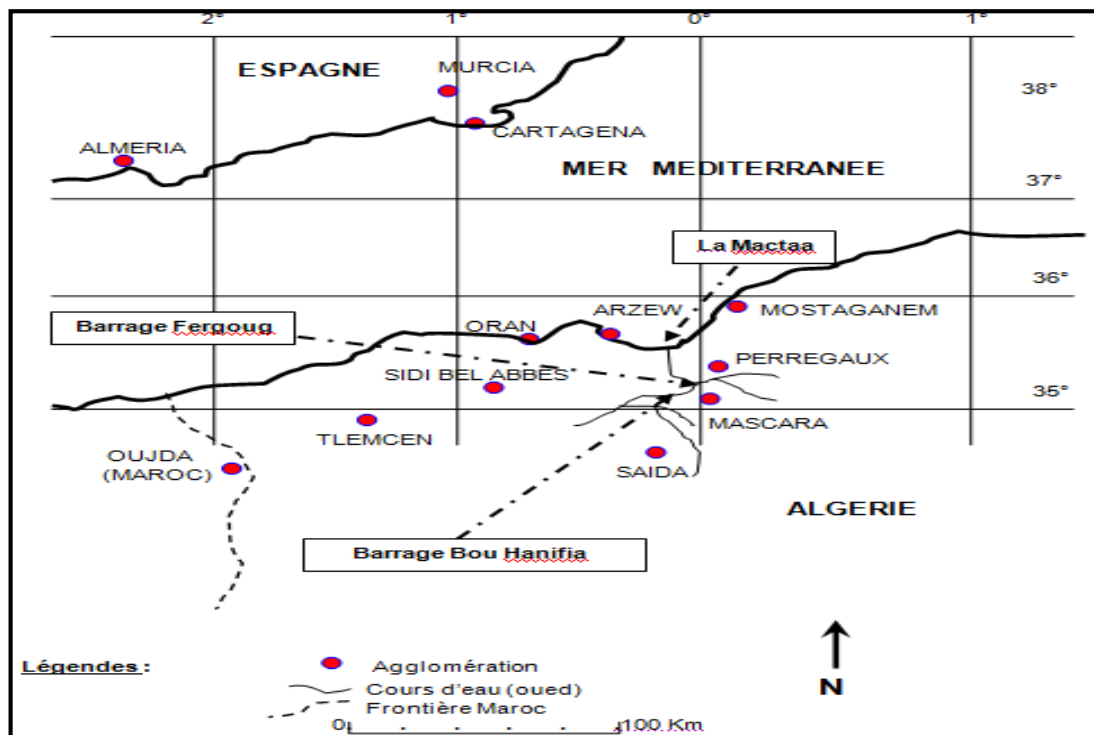 2° 1° 0° 1°
ESPAGNE
MURCIA
38°
CARTAGENA
ALMERIA
MER MEDITERRANEE
37°
La Mactaa
36°
ARZEW
MOSTAGANEM
Barrage Fergoug
ORAN
PERREGAUX
SIDI BEL ABBES
35°
MASCARA
TLEMCEN
OUJDA
(MAROC)
SAIDA
ALGERIE
Barrage Bou Hanifia
Légendes :
Agglomération
Cours d'eau (oued)
Frontière Maroc
0 100 Km
N